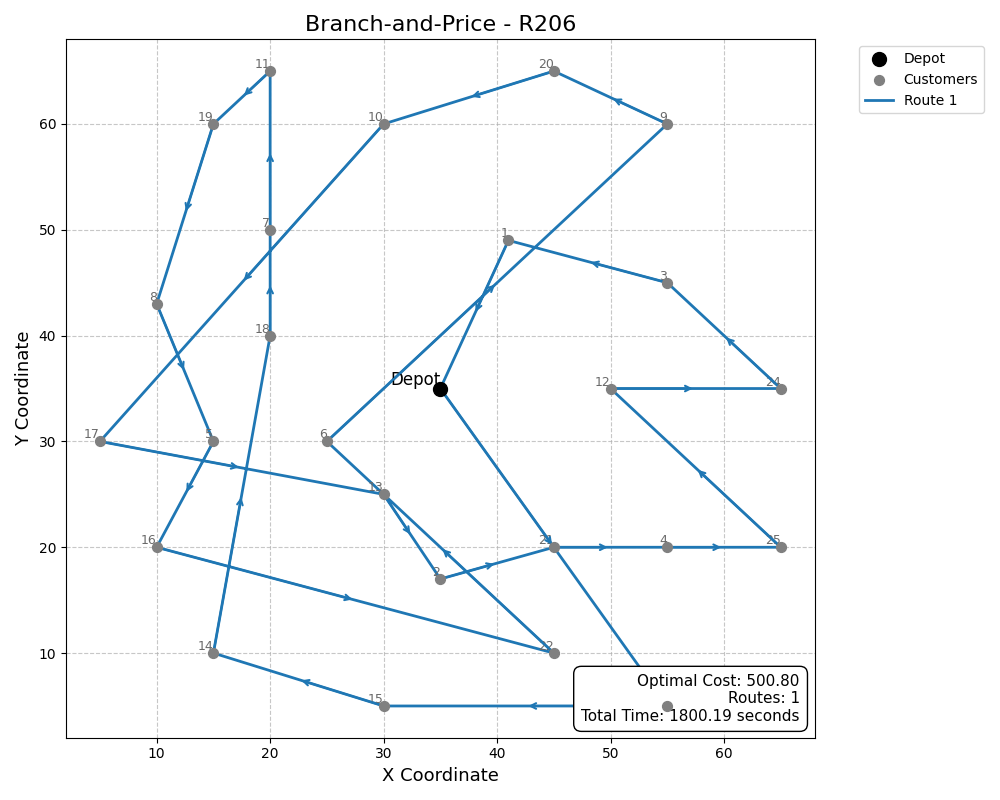 Branch-and-Price - R206
Depot
Customers
Route 1
11
20
19
10
9
60
7
50
1
3
8
40
18
Depot
12
24
17
5
6
30
13
16
21
4
25
20
2
14
22
10
15
Optimal Cost: 500.80
Routes: 1
Total Time: 1800.19 seconds
10 20 30 40 50 60
X Coordinate
Y Coordinate